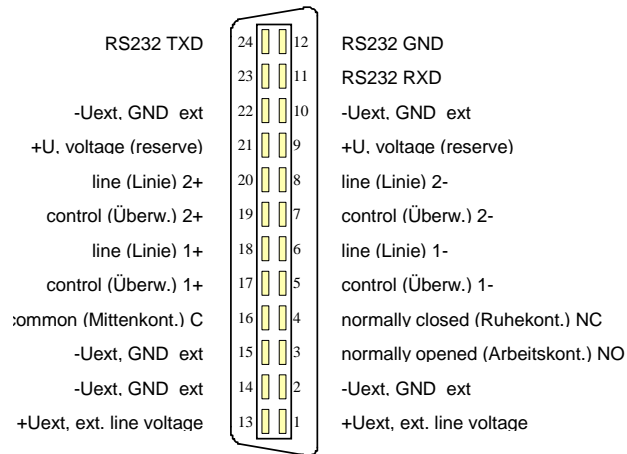 RS232 TXD 24 12 RS232 GND
23 11 RS232 RXD
-Uext, GND ext 22 10 -Uext, GND ext
+U, voltage (reserve) 21 9 +U, voltage (reserve)
line (Linie) 2+ 20 8 line (Linie) 2-
control (Überw.) 2+ 19 7 control (Überw.) 2-
line (Linie) 1+ 18 6 line (Linie) 1-
control (Überw.) 1+ 17 5 control (Überw.) 1-
common (Mittenkont.) C 16 4 normally closed (Ruhekont.) NC
-Uext, GND ext 15 3 normally opened (Arbeitskont.) NO
-Uext, GND ext 14 2 -Uext, GND ext
+Uext, ext. line voltage 13 1 +Uext, ext. line voltage